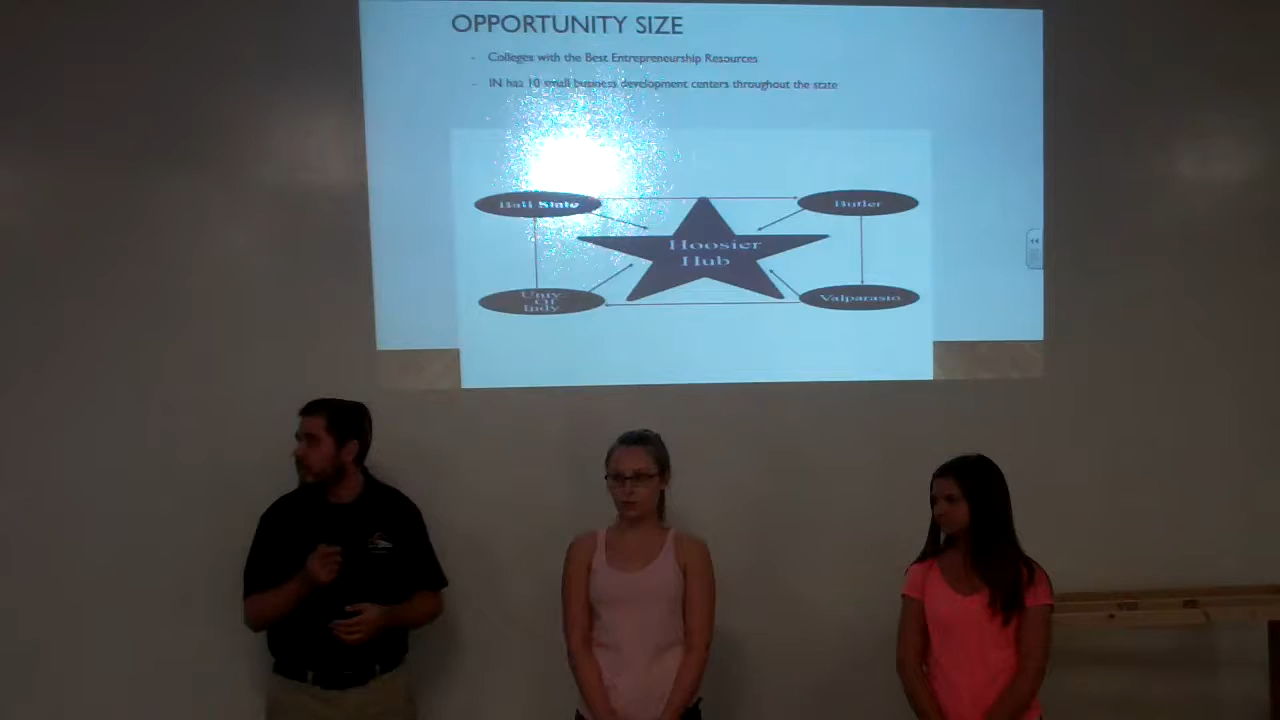 OPPORTUNITY SIZE
- Colleges with the Best Entrepreneurship Resources
- IN has 10 small business development centers throughout the state
Ball State
Butler
Hoosier
Hub
Univ.
Of
Indy
Valparasio